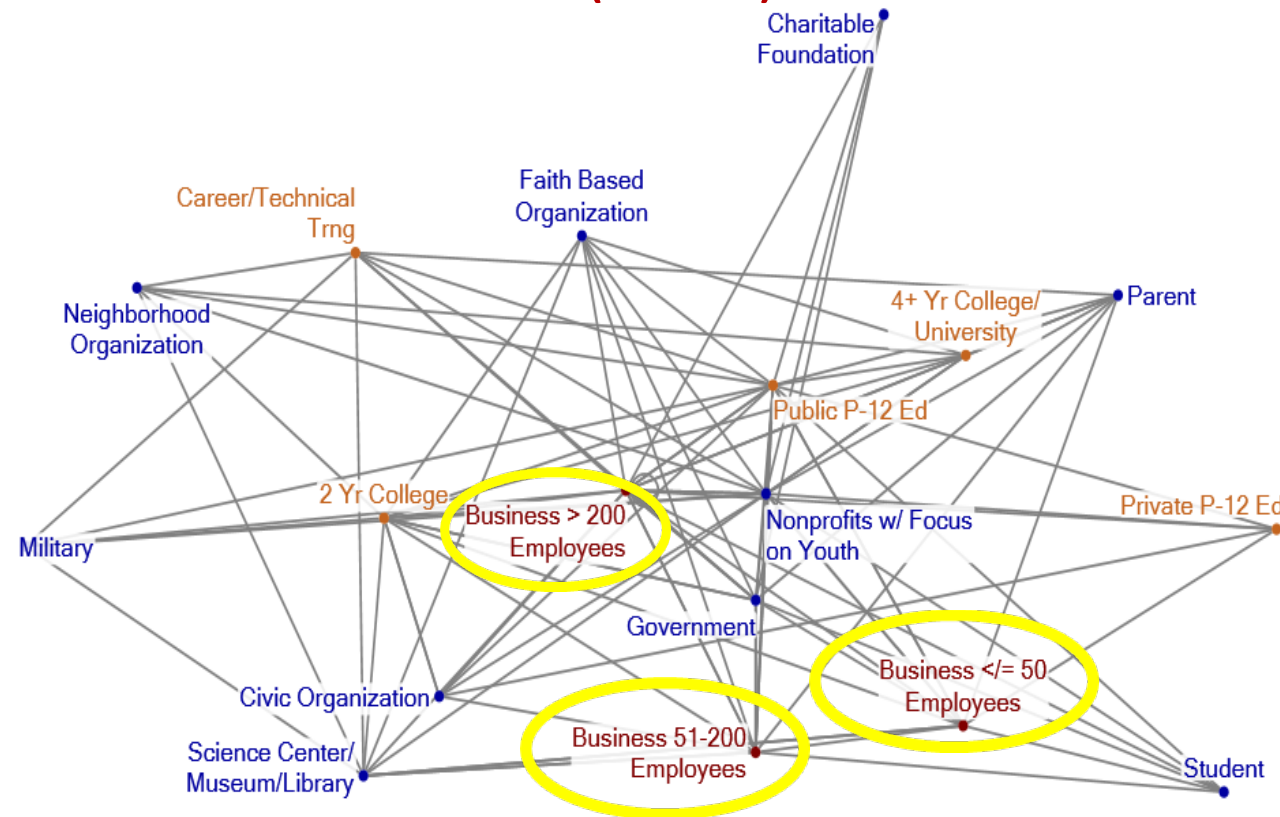 Charitable
Foundation
Faith Based
Organization
Career/Technical
Trng
4+ Yr College/
University
Parent
Neighborhood
Organization
Public P-12 Ed
2 Yr College
Private P-12 Ed
Business > 200
Employees
Nonprofits w/ Focus
on Youth
Military
Government
Business </= 50
Employees
Civic Organization
Business 51-200
Employees
Science Center/
Museum/Library
Student